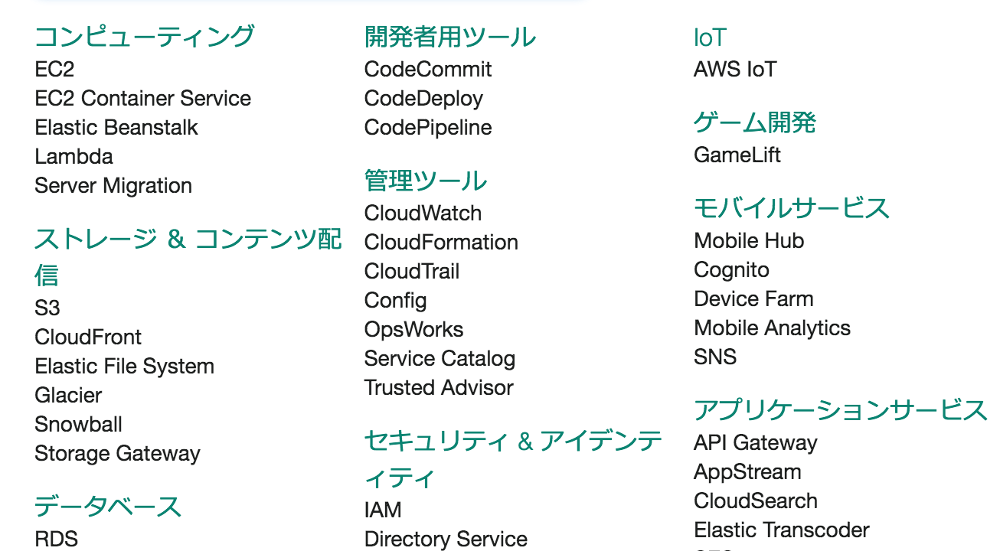 コンピューティング
EC2
EC2 Container Service
Elastic Beanstalk
Lambda
Server Migration
ストレージ & コンテンツ配
信
S3
CloudFront
Elastic File System
Glacier
Snowball
Storage Gateway
データベース
RDS
開発者用ツール
CodeCommit
CodeDeploy
CodePipeline
管理ツール
CloudWatch
CloudFormation
CloudTrail
Config
OpsWorks
Service Catalog
Trusted Advisor
セキュリティ & アイデンテ
ィティ
IAM
Directory Service
IoT
AWS IoT
ゲーム開発
GameLift
モバイルサービス
Mobile Hub
Cognito
Device Farm
Mobile Analytics
SNS
アプリケーションサービス
API Gateway
AppStream
CloudSearch
Elastic Transcoder